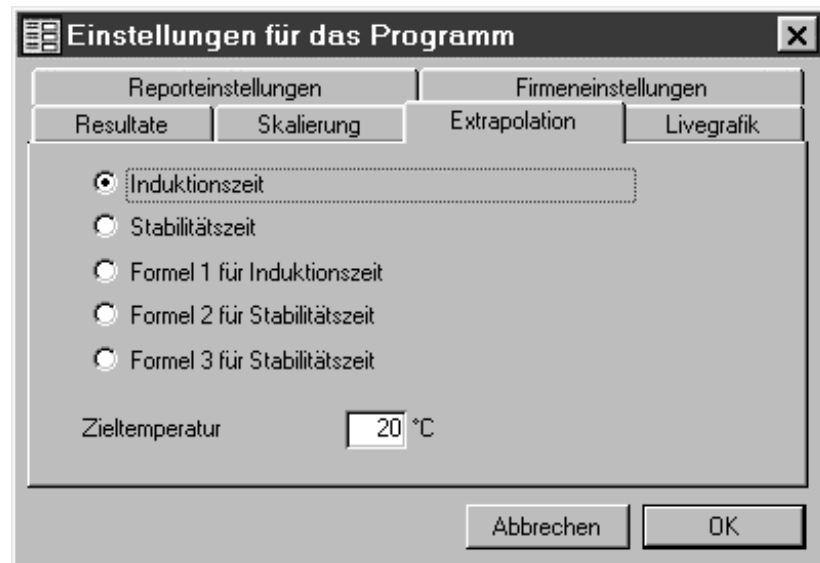 Einstellungen für das Programm
Reporteinstellungen Firmeneinstellungen
Resultate Skalierung Extrapolation Livegrafik
Induktionszeit
Stabilitätszeit
Formel 1 für Induktionszeit
Formel 2 für Stabilitätszeit
Formel 3 für Stabilitätszeit
Zieltemperatur 20 °C
Abbrechen OK